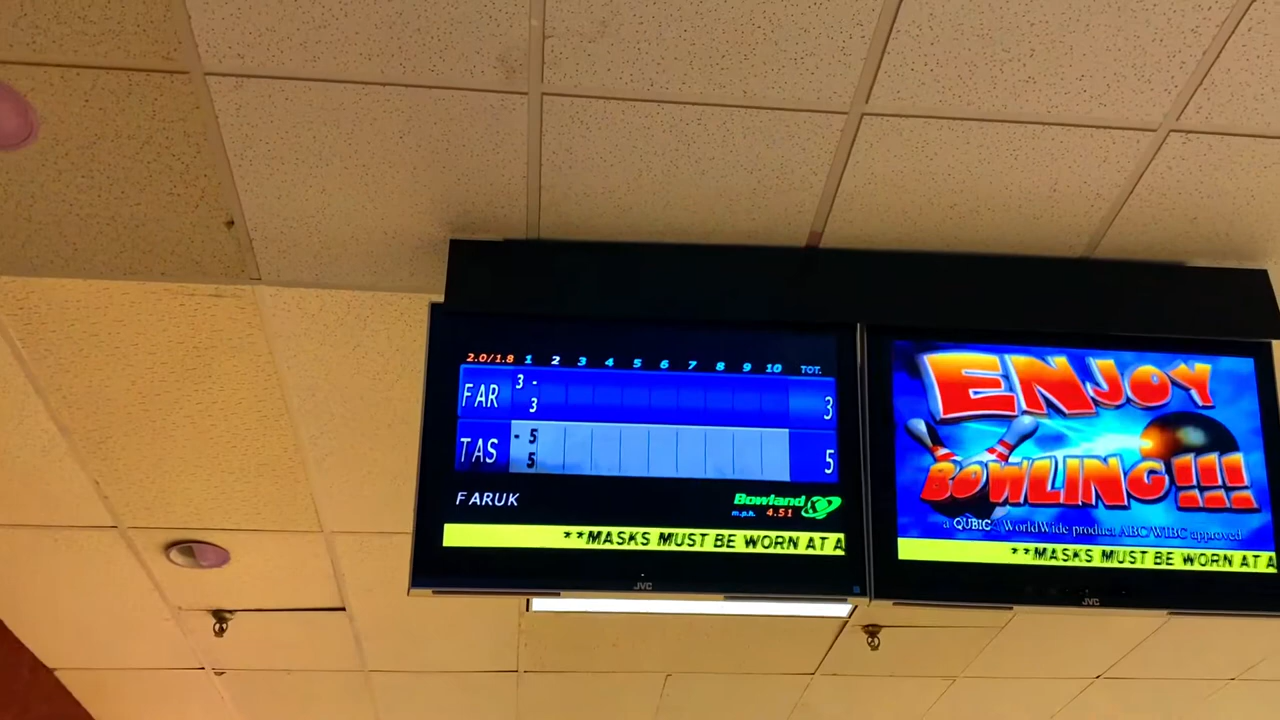 2.0/1.8 1 2 3 4 5 6 7 8 9 10 TOT.
FAR 3 - 3 3
TAS - 5 5 5
FARUK
Bowland
m.p.h. 4.51
**MASKS MUST BE WORN AT A
JVC
ENJOY
BOWLING!!!
a QUBICA WorldWide product ABC/WIBC approved
**MASKS MUST BE WORN AT A
JVC